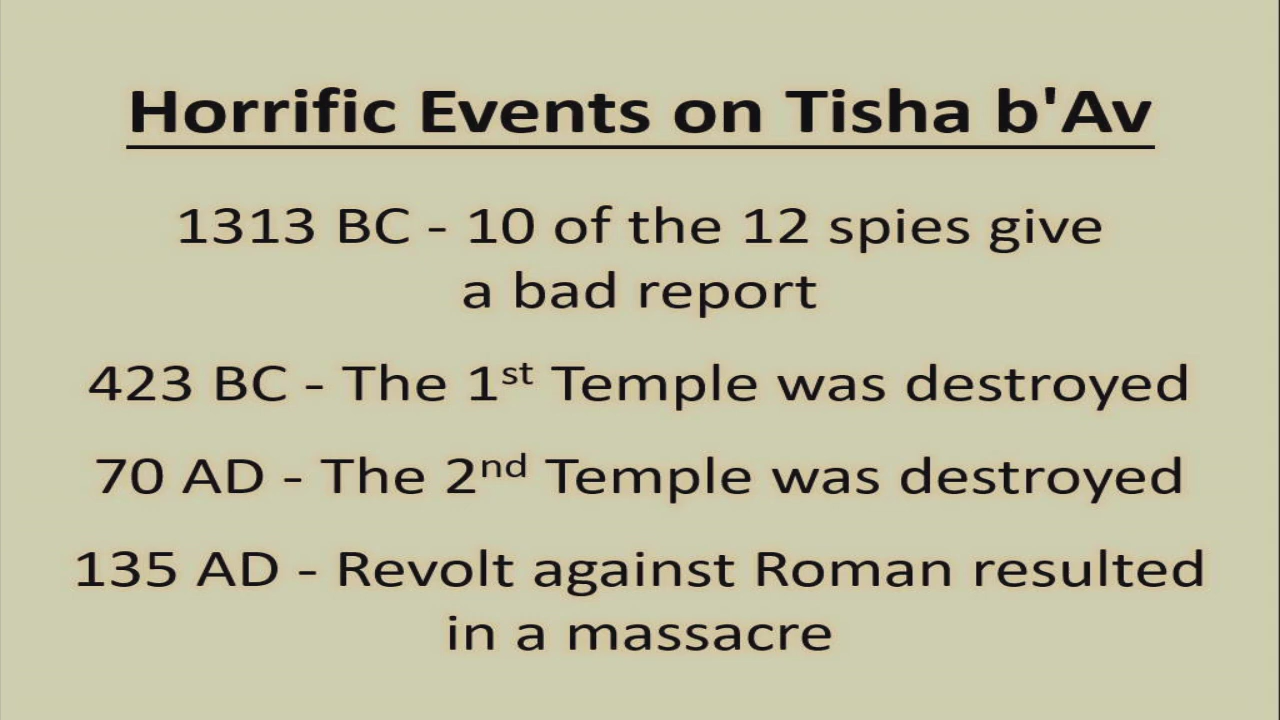 Horrific Events on Tisha b'Av
1313 BC - 10 of the 12 spies give
a bad report
423 BC - The 1st Temple was destroyed
70 AD - The 2nd Temple was destroyed
135 AD - Revolt against Roman resulted
in a massacre